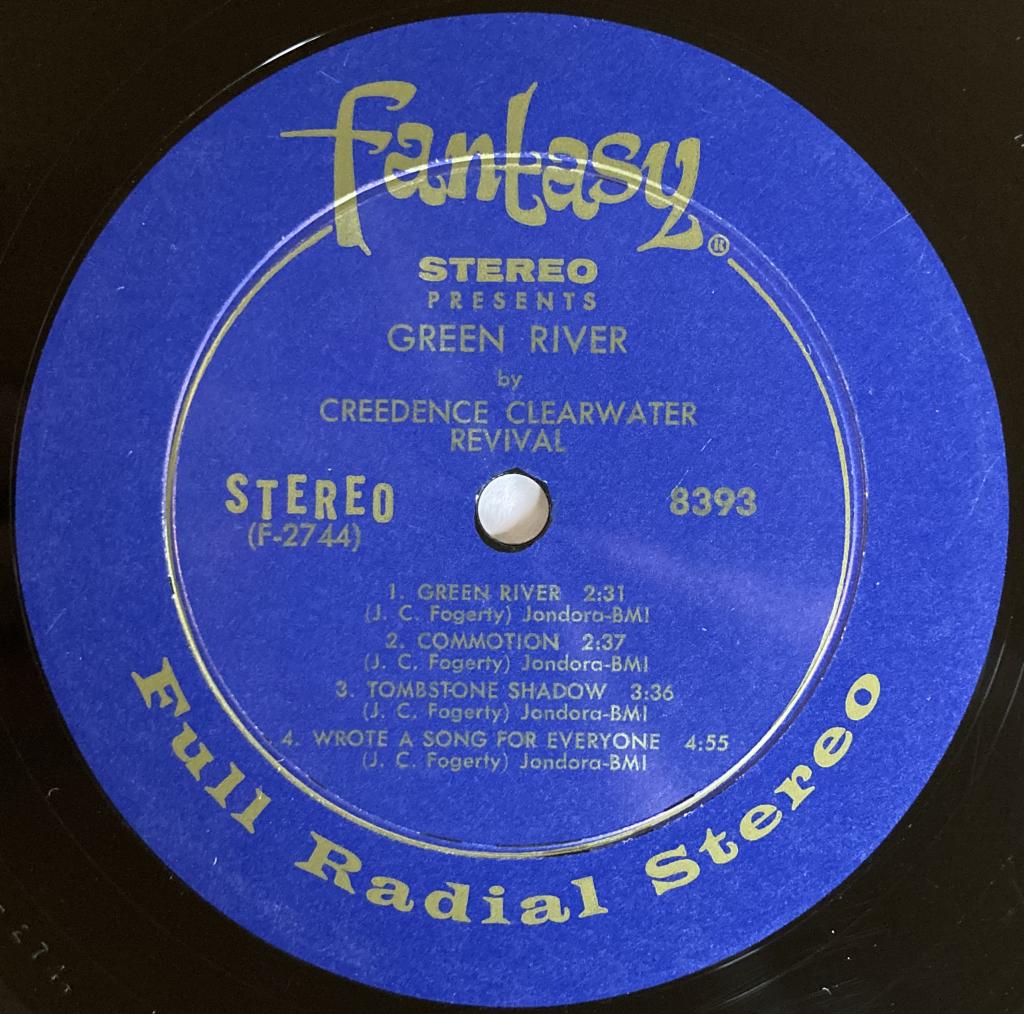 fantasy®
STEREO
PRESENTS
GREEN RIVER
by
CREEDENCE CLEARWATER
REVIVAL
STEREO
(F-2744)
8393
1. GREEN RIVER 2:31
(J. C. Fogerty) Jondora-BMI
2. COMMOTION 2:37
(J. C. Fogerty) Jondora-BMI
3. TOMBSTONE SHADOW 3:36
(J. C. Fogerty) Jondora-BMI
4. WROTE A SONG FOR EVERYONE 4:55
(J. C. Fogerty) Jondora-BMI
Full Radial Stereo